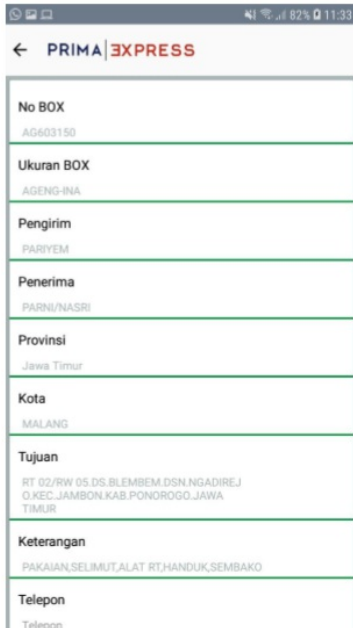 82% 11:33
PRIMA EXPRESS
No BOX
AG603150
Ukuran BOX
AGENG-INA
Pengirim
PARIYEM
Penerima
PARNI/NASRI
Provinsi
Jawa Timur
Kota
MALANG
Tujuan
RT 02/RW 05.DS.BLEMBEM.DSN.NGADIREJ
O.KEC.JAMBON.KAB.PONOROGO.JAWA
TIMUR
Keterangan
PAKAIAN,SELIMUT,ALAT RT,HANDUK,SEMBAKO
Telepon
Telepon